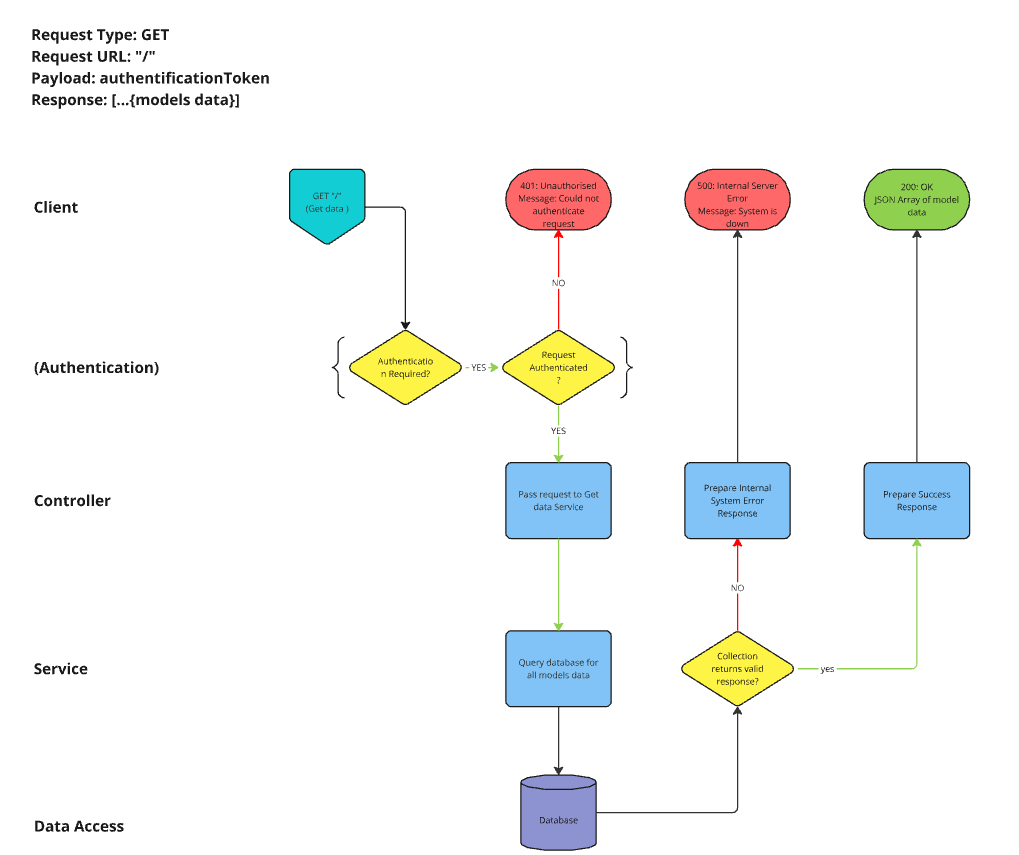 Request Type: GET
Request URL: "/"
Payload: authentificationToken
Response: [...{models data}]
Client
GET "/"
(Get data )
401: Unauthorised
Message: Could not
authenticate
request
500: Internal Server
Error
Message: System is
down
200: OK
JSON Array of model
data
NO
(Authentication)
Authenticatio
n Required?
YES
Request
Authenticated
?
YES
Controller
Pass request to Get
data Service
Prepare Internal
System Error
Response
Prepare Success
Response
NO
Service
Query database for
all models data
Collection
returns valid
response?
yes
Data Access
Database